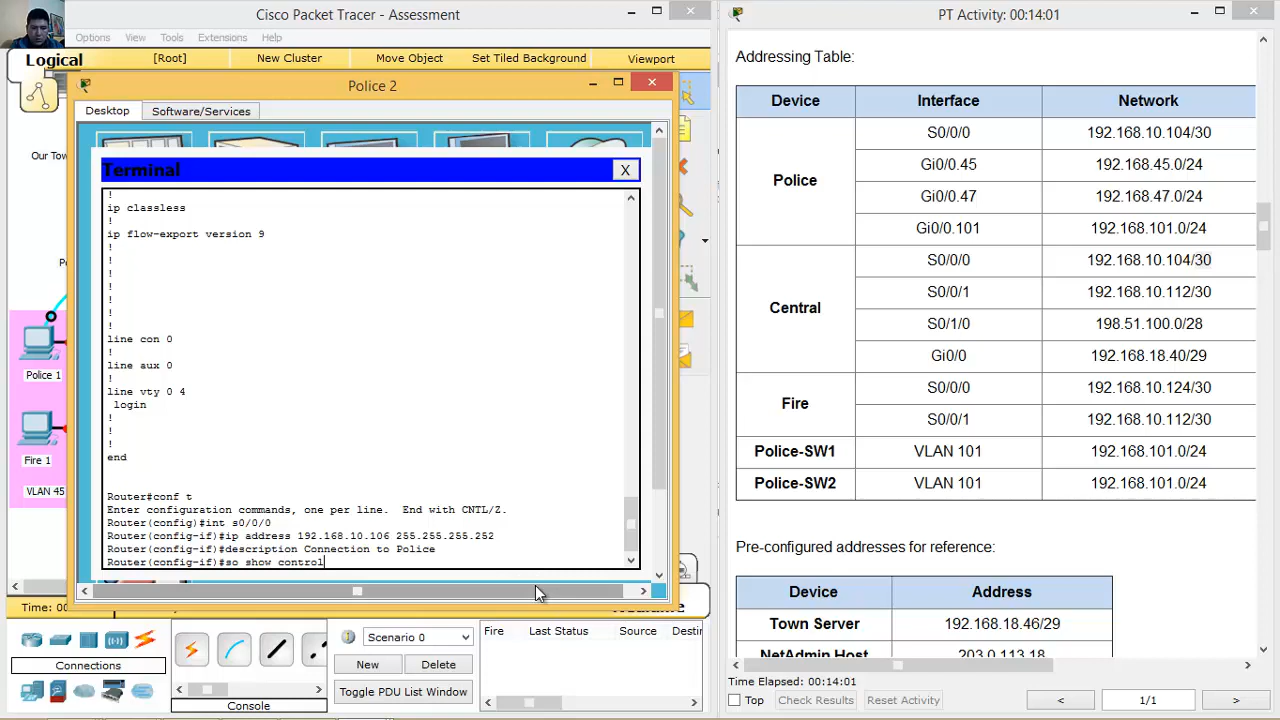 Cisco Packet Tracer - Assessment
Options View Tools Extensions Help
Logical [Root] New Cluster Move Object Set Tiled Background Viewport
Our Tow
Police 2
Desktop Software/Services
Terminal X
!
ip classless
!
ip flow-export version 9
!
!
!
!
!
!
!
line con 0
!
line aux 0
!
line vty 0 4
login
!
!
!
end
Router#conf t
Enter configuration commands, one per line. End with CNTL/Z.
Router(config)#int s0/0/0
Router(config-if)#ip address 192.168.10.106 255.255.255.252
Router(config-if)#description Connection to Police
Router(config-if)#so show control
Police 1
Fire 1
VLAN 45
Scenario 0
New Delete
Toggle PDU List Window
Fire Last Status Source Destin
Connections
Console
PT Activity: 00:14:01
Addressing Table:
Device Interface Network
Police S0/0/0 192.168.10.104/30
Gi0/0.45 192.168.45.0/24
Gi0/0.47 192.168.47.0/24
Gi0/0.101 192.168.101.0/24
Central S0/0/0 192.168.10.104/30
S0/0/1 192.168.10.112/30
S0/1/0 198.51.100.0/28
Gi0/0 192.168.18.40/29
Fire S0/0/0 192.168.10.124/30
S0/0/1 192.168.10.112/30
Police-SW1 VLAN 101 192.168.101.0/24
Police-SW2 VLAN 101 192.168.101.0/24
Pre-configured addresses for reference:
Device Address
Town Server 192.168.18.46/29
NetAdmin Host 203.0.113.18
Time Elapsed: 00:14:01
Top Check Results Reset Activity < 1/1 >